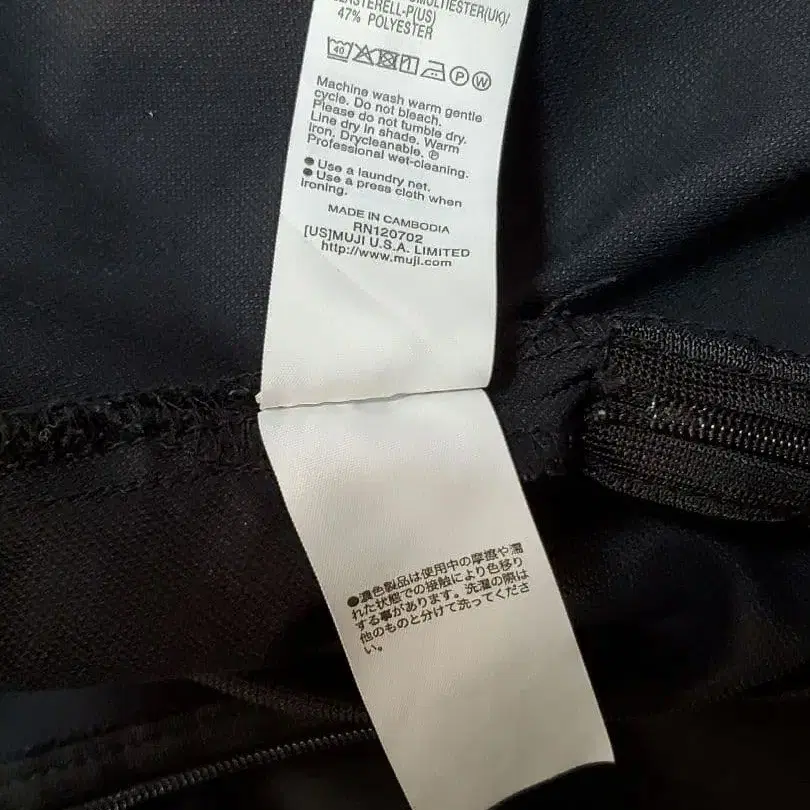 47% POLYESTER
40 P W
Machine wash warm gentle
cycle. Do not bleach.
Please do not tumble dry.
Line dry in shade. Warm
Iron. Drycleanable. Ⓟ
Professional wet-cleaning.
● Use a laundry net.
● Use a press cloth when
ironing.
MADE IN CAMBODIA
RN120702
[US]MUJI U.S.A. LIMITED
http://www.muji.com
●濃色製品は使用中の摩擦や濡
れた状態での接触により色移り
する事があります。洗濯の際は
他のものと分けて洗ってくださ
い。